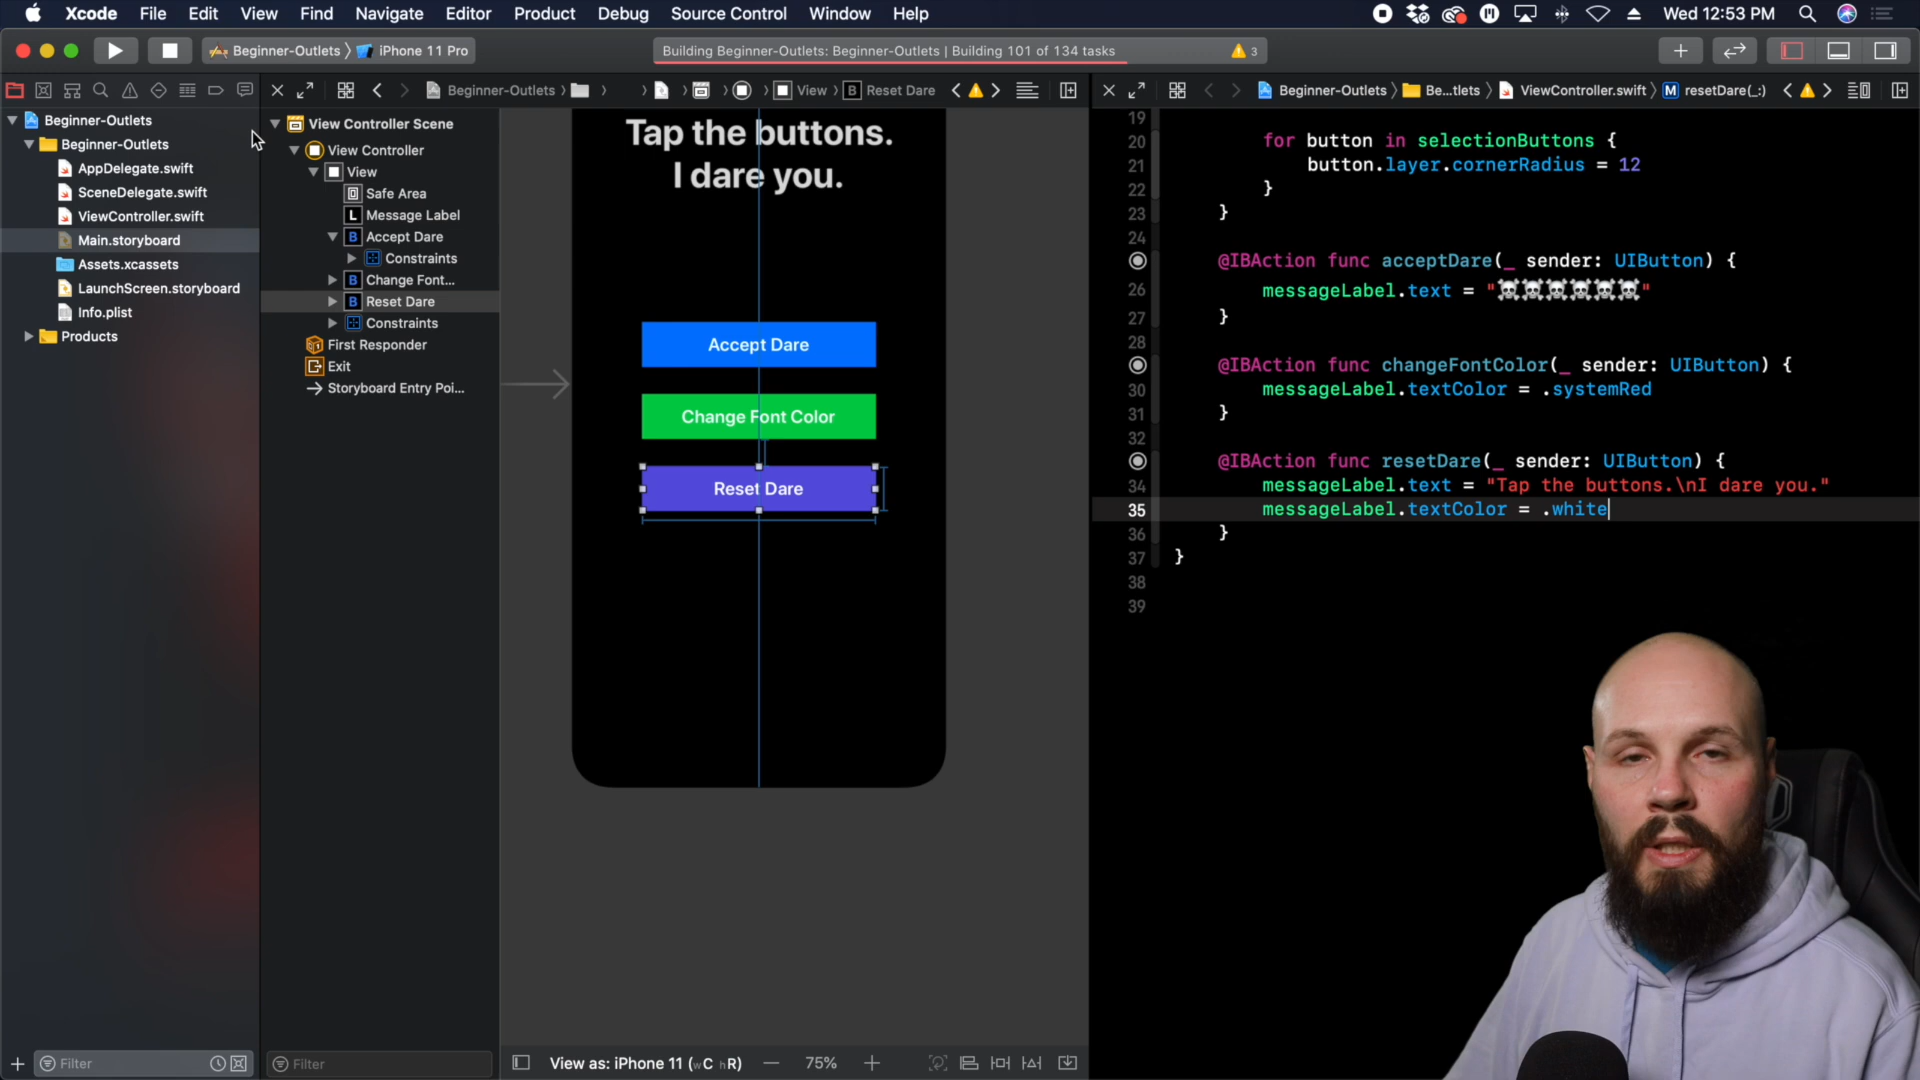 Xcode File Edit View Find Navigate Editor Product Debug Source Control Window Help
Wed 12:53 PM
Beginner-Outlets 〉 iPhone 11 Pro
Building Beginner-Outlets: Beginner-Outlets | Building 101 of 134 tasks
3
Beginner-Outlets
View
B Reset Dare
Beginner-Outlets
Be...tlets
ViewController.swift
M resetDare(_:)
Beginner-Outlets
Beginner-Outlets
AppDelegate.swift
SceneDelegate.swift
ViewController.swift
Main.storyboard
Assets.xcassets
LaunchScreen.storyboard
Info.plist
Products
Filter
View Controller Scene
View Controller
View
Safe Area
L Message Label
B Accept Dare
Constraints
B Change Font...
B Reset Dare
Constraints
First Responder
Exit
Storyboard Entry Poi...
Filter
Tap the buttons.
I dare you.
Accept Dare
Change Font Color
Reset Dare
View as: iPhone 11 (wC hR)
75%
19
20 for button in selectionButtons {
21 button.layer.cornerRadius = 12
22 }
23 }
24
@IBAction func acceptDare(_ sender: UIButton) {
26 messageLabel.text = "☠☠☠☠☠☠"
27 }
28
@IBAction func changeFontColor(_ sender: UIButton) {
30 messageLabel.textColor = .systemRed
31 }
32
@IBAction func resetDare(_ sender: UIButton) {
34 messageLabel.text = "Tap the buttons.\nI dare you."
35 messageLabel.textColor = .white
36 }
37 }
38
39